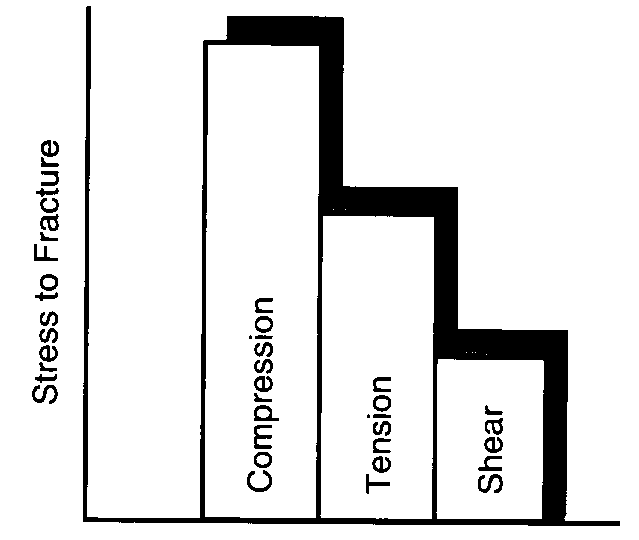 Stress to Fracture
Compression
Tension
Shear